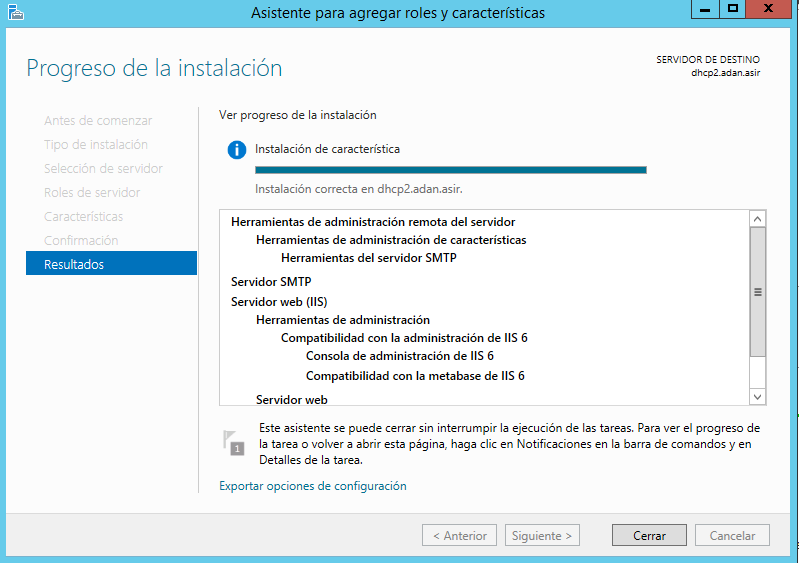 Asistente para agregar roles y características
Progreso de la instalación
SERVIDOR DE DESTINO
dhcp2.adan.asir
Antes de comenzar
Tipo de instalación
Selección de servidor
Roles de servidor
Características
Confirmación
Resultados
Ver progreso de la instalación
Instalación de característica
Instalación correcta en dhcp2.adan.asir.
Herramientas de administración remota del servidor
Herramientas de administración de características
Herramientas del servidor SMTP
Servidor SMTP
Servidor web (IIS)
Herramientas de administración
Compatibilidad con la administración de IIS 6
Consola de administración de IIS 6
Compatibilidad con la metabase de IIS 6
Servidor web
1
Este asistente se puede cerrar sin interrumpir la ejecución de las tareas. Para ver el progreso de
la tarea o volver a abrir esta página, haga clic en Notificaciones en la barra de comandos y en
Detalles de la tarea.
Exportar opciones de configuración
< Anterior
Siguiente >
Cerrar
Cancelar